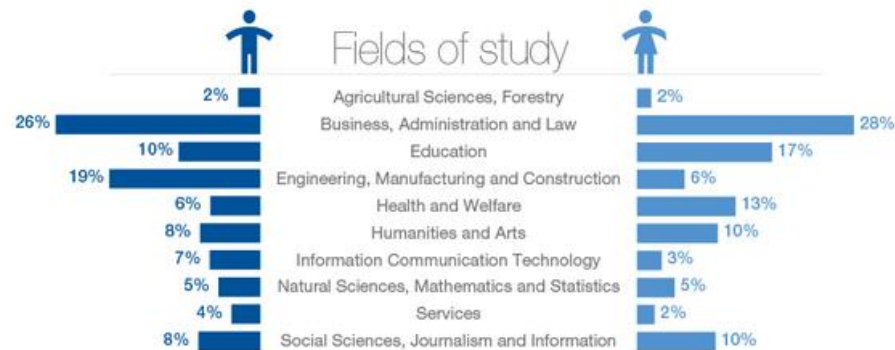 Fields of study
2% Agricultural Sciences, Forestry 2%
26% Business, Administration and Law 28%
10% Education 17%
19% Engineering, Manufacturing and Construction 6%
6% Health and Welfare 13%
8% Humanities and Arts 10%
7% Information Communication Technology 3%
5% Natural Sciences, Mathematics and Statistics 5%
4% Services 2%
8% Social Sciences, Journalism and Information 10%